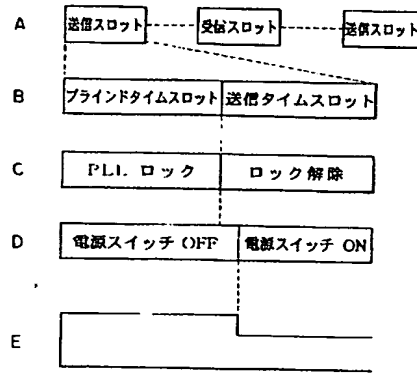 A 送信スロット 受信スロット 送信スロット
B ブラインドタイムスロット 送信タイムスロット
C PLL ロック ロック解除
D 電源スイッチ OFF 電源スイッチ ON
E